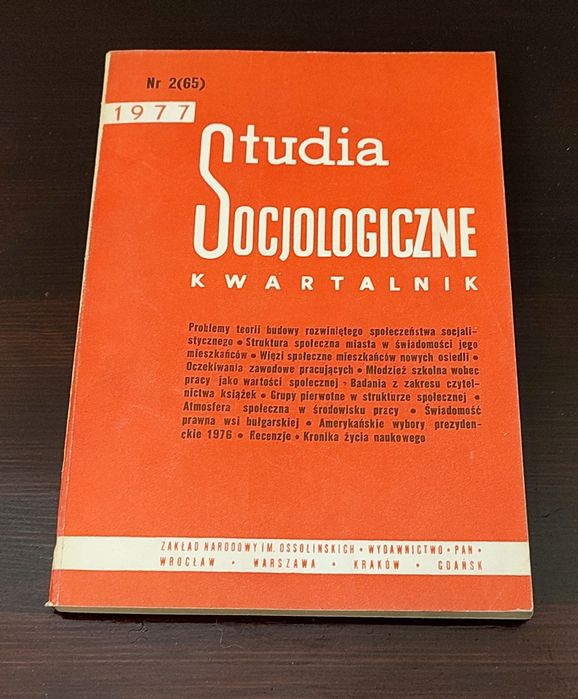 Nr 2(65)
1977
Studia
SOCJOLOGICZNE
KWARTALNIK
Problemy teorii budowy rozwiniętego społeczeństwa socjali-
stycznego • Struktura społeczna miasta w świadomości jego
mieszkańców • Więzi społeczne mieszkańców nowych osiedli •
Oczekiwania zawodowe pracujących • Młodzież szkolna wobec
pracy jako wartości społecznej • Badania z zakresu czytel-
nictwa książek • Grupy pierwotne w strukturze społecznej •
Atmosfera społeczna w środowisku pracy • Świadomość
prawna wsi bułgarskiej • Amerykańskie wybory prezyden-
ckie 1976 • Recenzje • Kronika życia naukowego
ZAKŁAD NARODOWY IM. OSSOLIŃSKICH • WYDAWNICTWO • PAN •
WROCŁAW • WARSZAWA • KRAKÓW • GDAŃSK